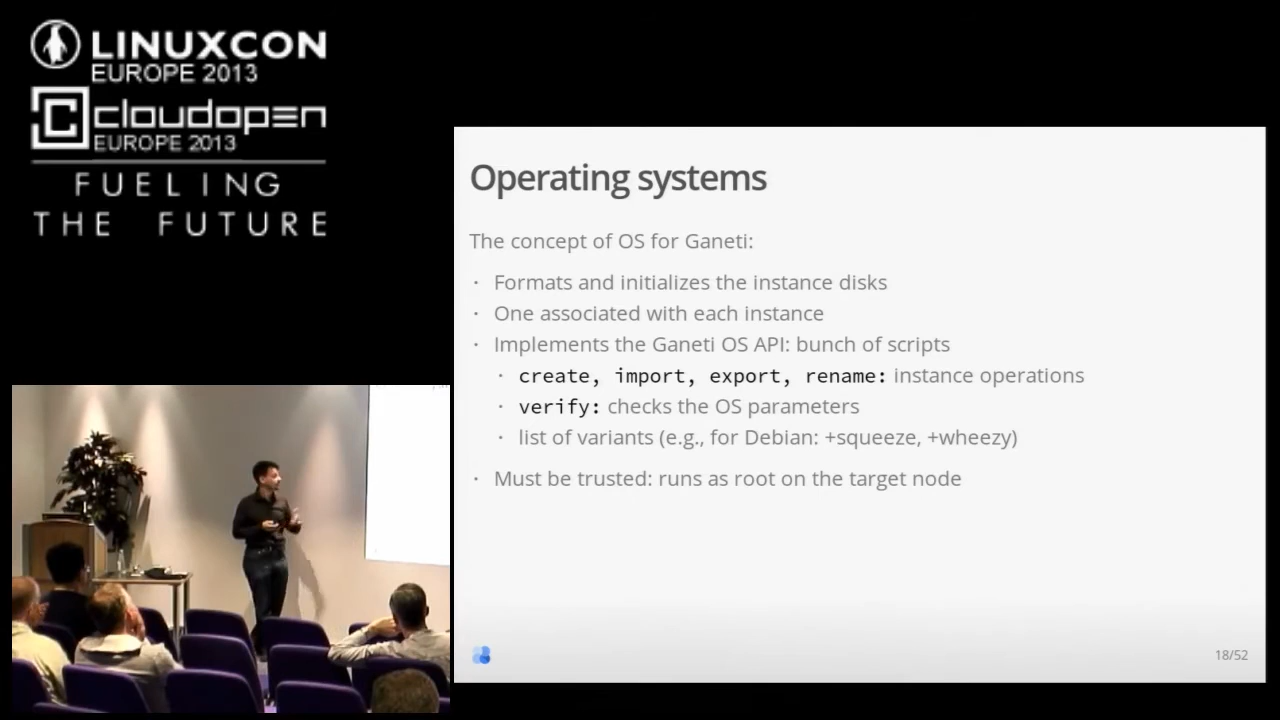 LINUXCON
EUROPE 2013
cloudopen
EUROPE 2013
FUELING
THE FUTURE
Operating systems
The concept of OS for Ganeti:
· Formats and initializes the instance disks
· One associated with each instance
· Implements the Ganeti OS API: bunch of scripts
· create, import, export, rename: instance operations
· verify: checks the OS parameters
· list of variants (e.g., for Debian: +squeeze, +wheezy)
· Must be trusted: runs as root on the target node
18/52